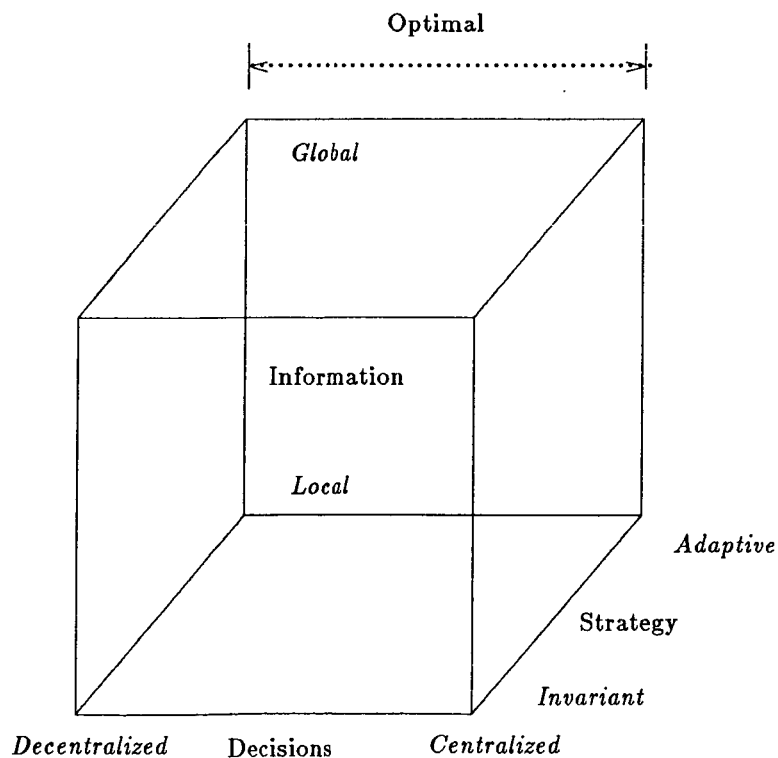 Optimal
Global
Information
Local
Adaptive
Strategy
Invariant
Decentralized Decisions Centralized